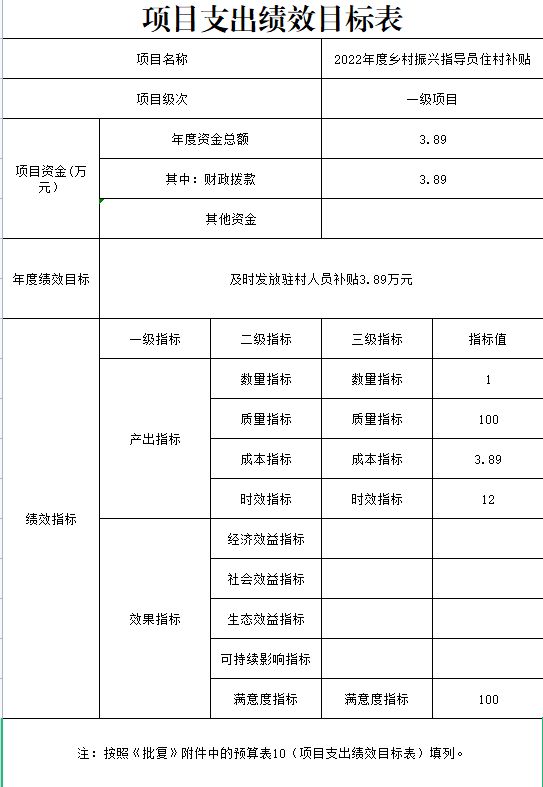 项目支出绩效目标表
项目名称 2022年度乡村振兴指导员住村补贴
项目级次 一级项目
项目资金(万
元）
年度资金总额 3.89
其中：财政拨款 3.89
其他资金
年度绩效目标 及时发放驻村人员补贴3.89万元
绩效指标
一级指标 二级指标 三级指标 指标值
产出指标
数量指标 数量指标 1
质量指标 质量指标 100
成本指标 成本指标 3.89
时效指标 时效指标 12
效果指标
经济效益指标
社会效益指标
生态效益指标
可持续影响指标
满意度指标 满意度指标 100
注：按照《批复》附件中的预算表10（项目支出绩效目标表）填列。